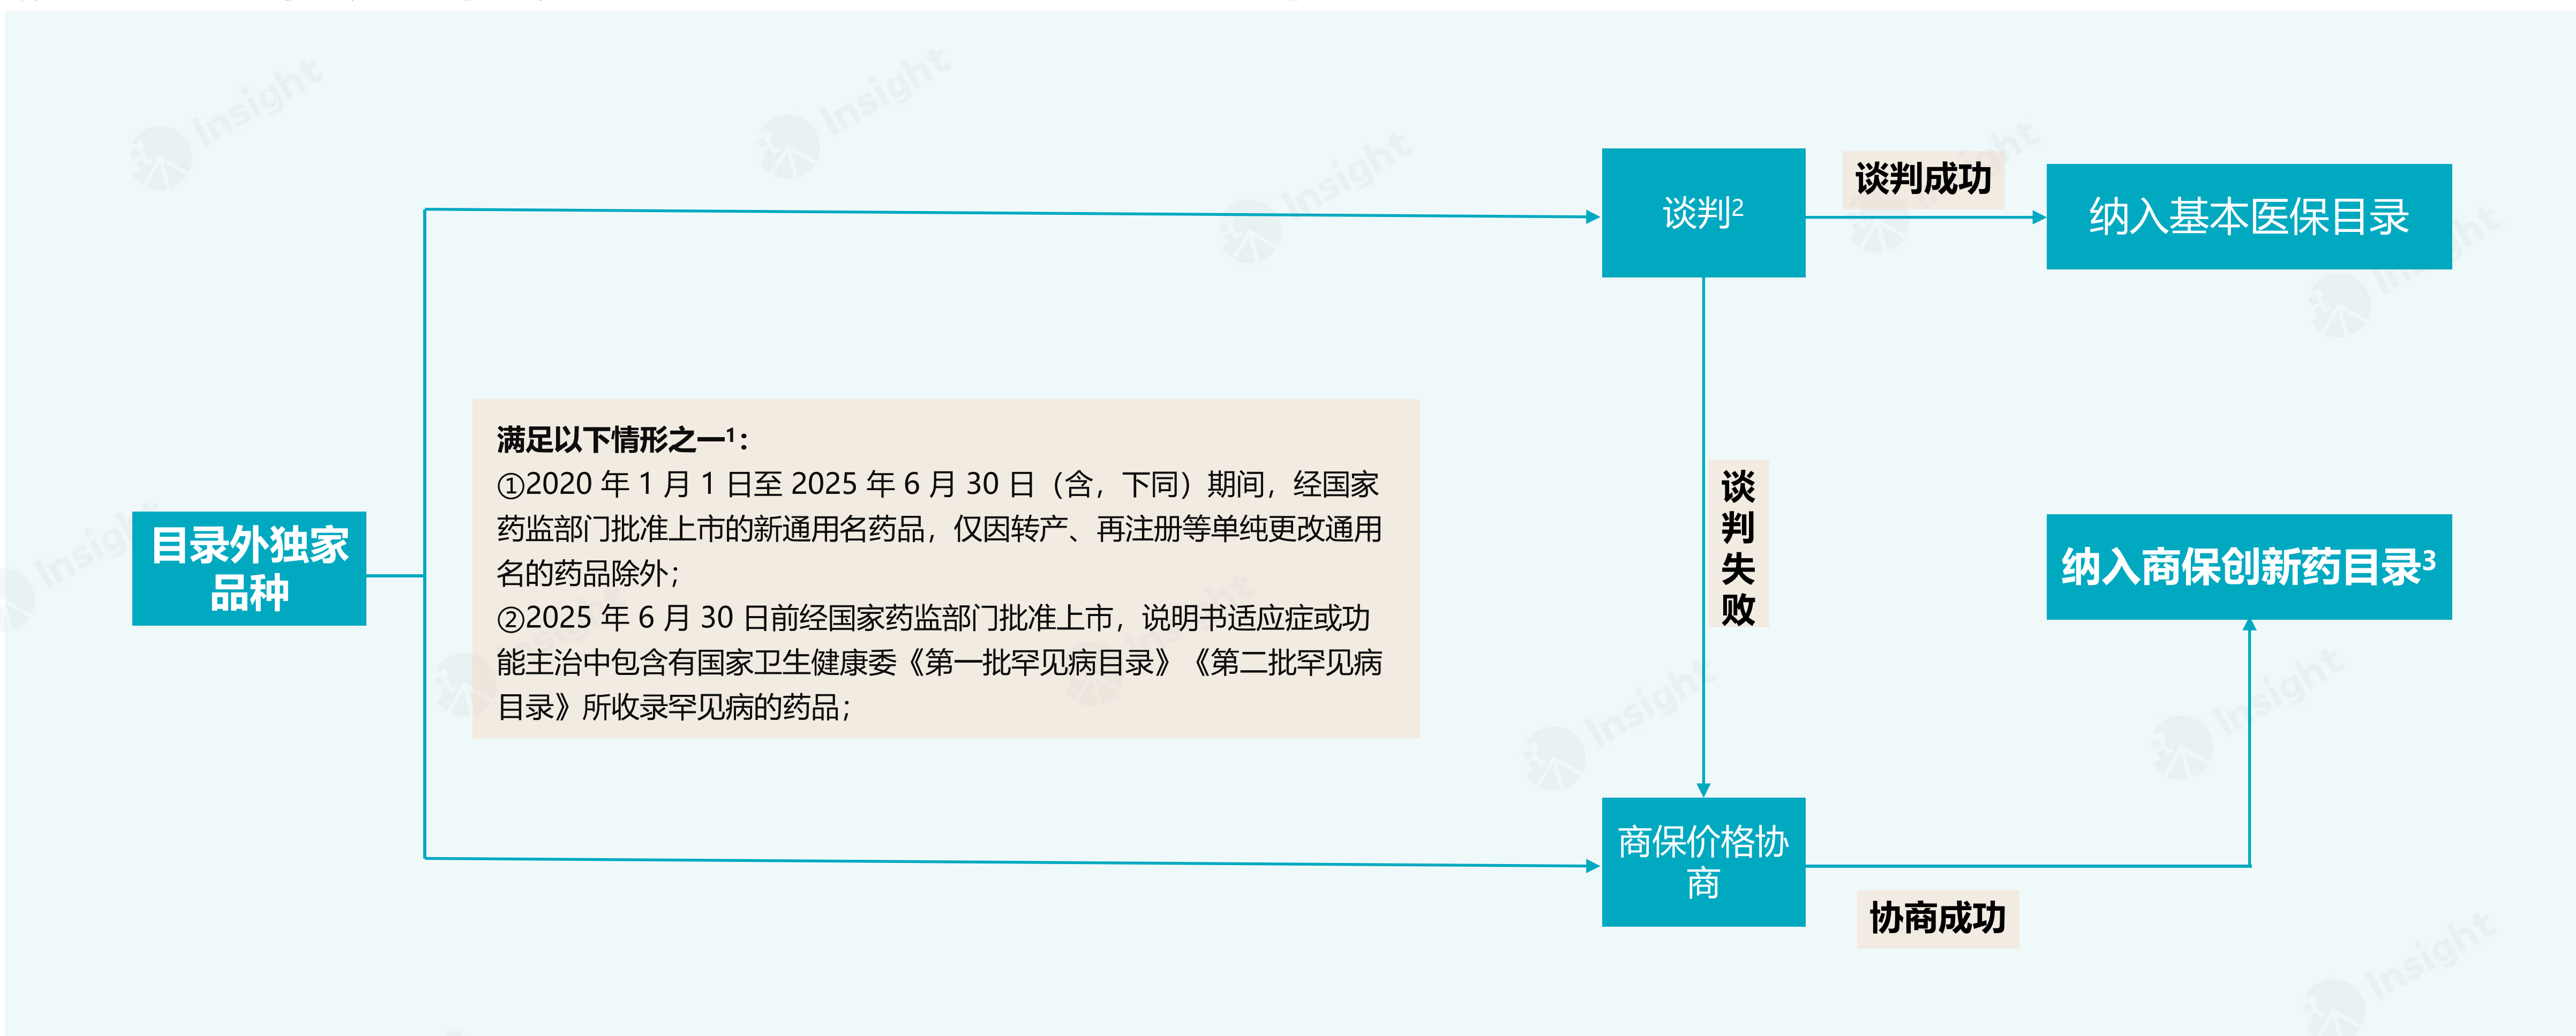 谈判成功
谈判²
纳入基本医保目录
满足以下情形之一¹：
①2020 年 1 月 1 日至 2025 年 6 月 30 日（含，下同）期间，经国家
药监部门批准上市的新通用名药品，仅因转产、再注册等单纯更改通用
名的药品除外；
②2025 年 6 月 30 日前经国家药监部门批准上市，说明书适应症或功
能主治中包含有国家卫生健康委《第一批罕见病目录》《第二批罕见病
目录》所收录罕见病的药品；
目录外独家
品种
谈
判
失
败
纳入商保创新药目录³
商保价格协
商
协商成功
Insight
Insight
Insight
Insight
Insight
Insight
Insight
Insight
Insight